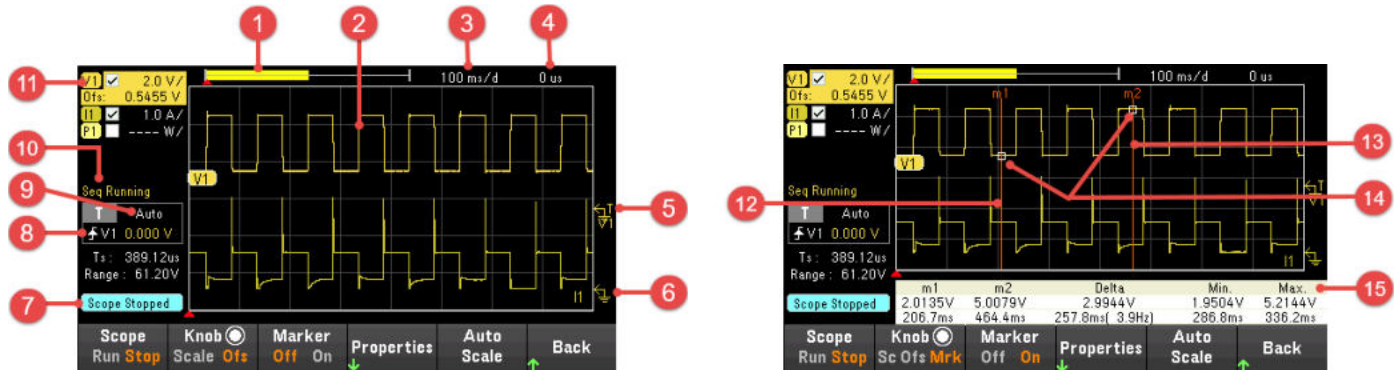 1
2
3
4
11
V1 2.0 V/
Ofs: 0.5455 V
100 ms/d 0 us
I1 1.0 A/
P1 ---- W/
10
V1
Seq Running
9
T Auto
T
V1
5
8
V1 0.000 V
Ts : 389.12us
Range : 61.20V
7
Scope Stopped
I1
6
Scope
Run Stop
Knob
Scale Ofs
Marker
Off On
Properties
Auto
Scale
Back
V1 2.0 V/
Ofs: 0.5455 V
100 ms/d 0 us
m1 m2
I1 1.0 A/
P1 ---- W/
13
V1
Seq Running
12
14
T Auto
T
V1
V1 0.000 V
Ts : 389.12us
Range : 61.20V
I1
Scope Stopped
m1 m2 Delta Min. Max.
2.0135V 5.0079V 2.9944V 1.9504V 5.2144V
206.7ms 464.4ms 257.8ms( 3.9Hz) 286.8ms 336.2ms
15
Scope
Run Stop
Knob
Sc Ofs Mrk
Marker
Off On
Properties
Auto
Scale
Back